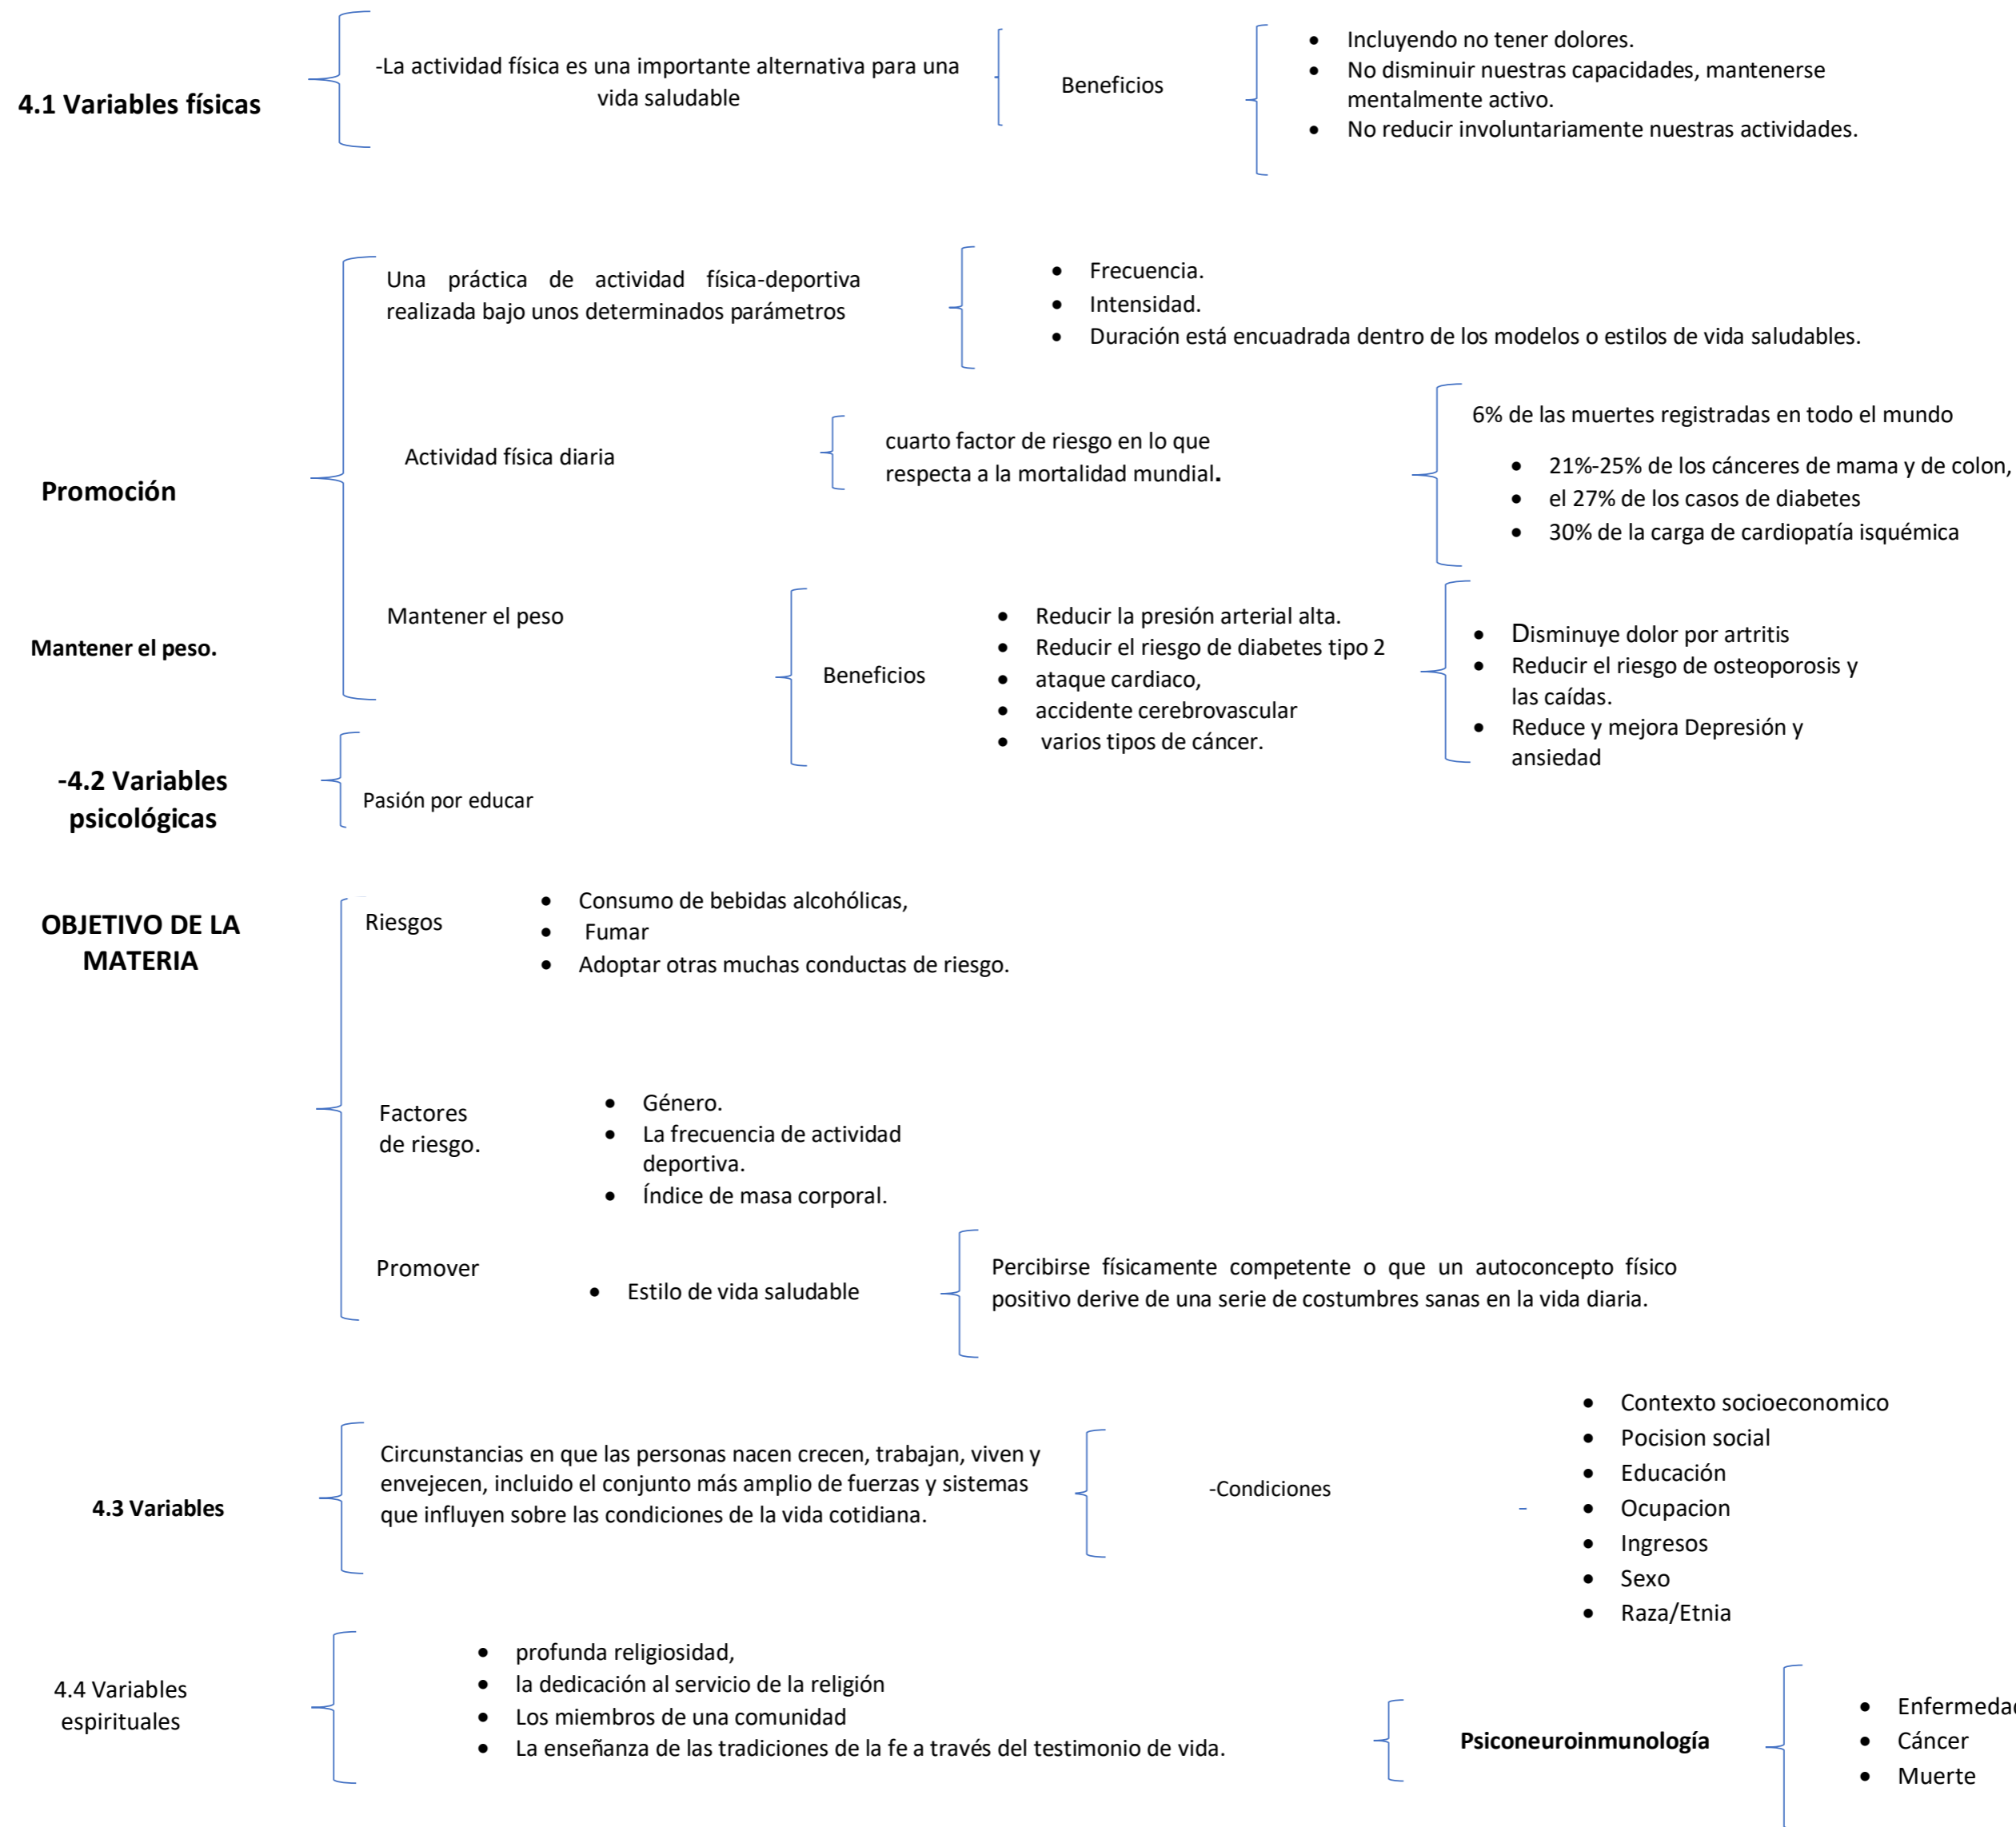 4.1 Variables físicas
-La actividad física es una importante alternativa para una
vida saludable
Beneficios
• Incluyendo no tener dolores.
• No disminuir nuestras capacidades, mantenerse
mentalmente activo.
• No reducir involuntariamente nuestras actividades.
Promoción
Una práctica de actividad física-deportiva
realizada bajo unos determinados parámetros
• Frecuencia.
• Intensidad.
• Duración está encuadrada dentro de los modelos o estilos de vida saludables.
Actividad física diaria
cuarto factor de riesgo en lo que
respecta a la mortalidad mundial.
6% de las muertes registradas en todo el mundo
• 21%-25% de los cánceres de mama y de colon,
• el 27% de los casos de diabetes
• 30% de la carga de cardiopatía isquémica
Mantener el peso.
Mantener el peso
Beneficios
• Reducir la presión arterial alta.
• Reducir el riesgo de diabetes tipo 2
• ataque cardiaco,
• accidente cerebrovascular
• varios tipos de cáncer.
• Disminuye dolor por artritis
• Reducir el riesgo de osteoporosis y
las caídas.
• Reduce y mejora Depresión y
ansiedad
-4.2 Variables
psicológicas
Pasión por educar
OBJETIVO DE LA
MATERIA
Riesgos
• Consumo de bebidas alcohólicas,
• Fumar
• Adoptar otras muchas conductas de riesgo.
Factores
de riesgo.
• Género.
• La frecuencia de actividad
deportiva.
• Índice de masa corporal.
Promover
• Estilo de vida saludable
Percibirse físicamente competente o que un autoconcepto físico
positivo derive de una serie de costumbres sanas en la vida diaria.
4.3 Variables
Circunstancias en que las personas nacen crecen, trabajan, viven y
envejecen, incluido el conjunto más amplio de fuerzas y sistemas
que influyen sobre las condiciones de la vida cotidiana.
-Condiciones
-
• Contexto socioeconomico
• Pocision social
• Educación
• Ocupacion
• Ingresos
• Sexo
• Raza/Etnia
4.4 Variables
espirituales
• profunda religiosidad,
• la dedicación al servicio de la religión
• Los miembros de una comunidad
• La enseñanza de las tradiciones de la fe a través del testimonio de vida.
Psiconeuroinmunología
• Cáncer
• Muerte